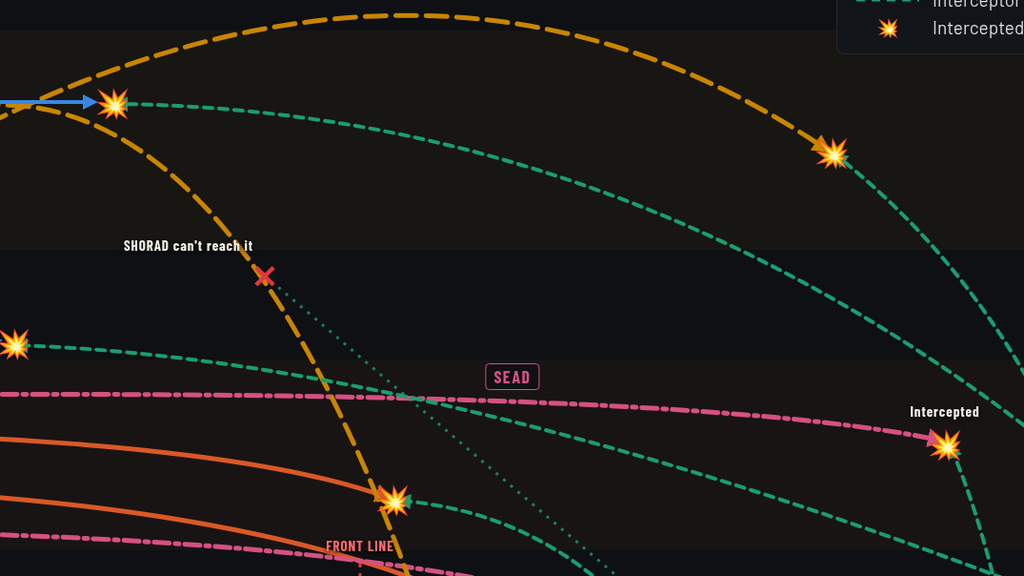 Interceptor
Intercepted
SHORAD can't reach it
SEAD
Intercepted
FRONT LINE